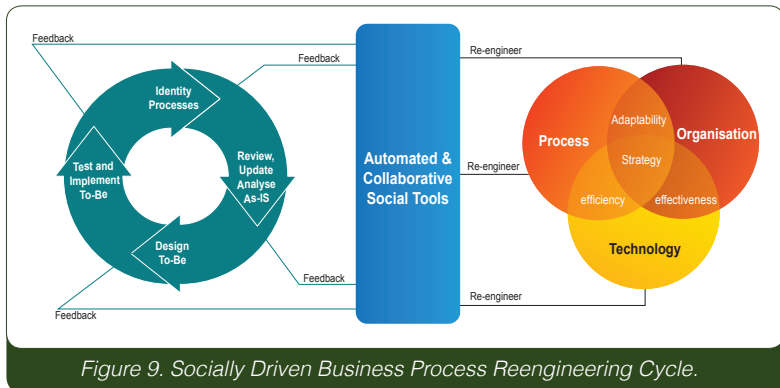 Feedback
Feedback
Identity
Processes
Review,
Update
Analyse
As-IS
Test and
Implement
To-Be
Design
To-Be
Feedback
Feedback
Automated &
Collaborative
Social Tools
Re-engineer
Re-engineer
Re-engineer
Process
Adaptability
Organisation
Strategy
efficiency
effectiveness
Technology
Figure 9. Socially Driven Business Process Reengineering Cycle.